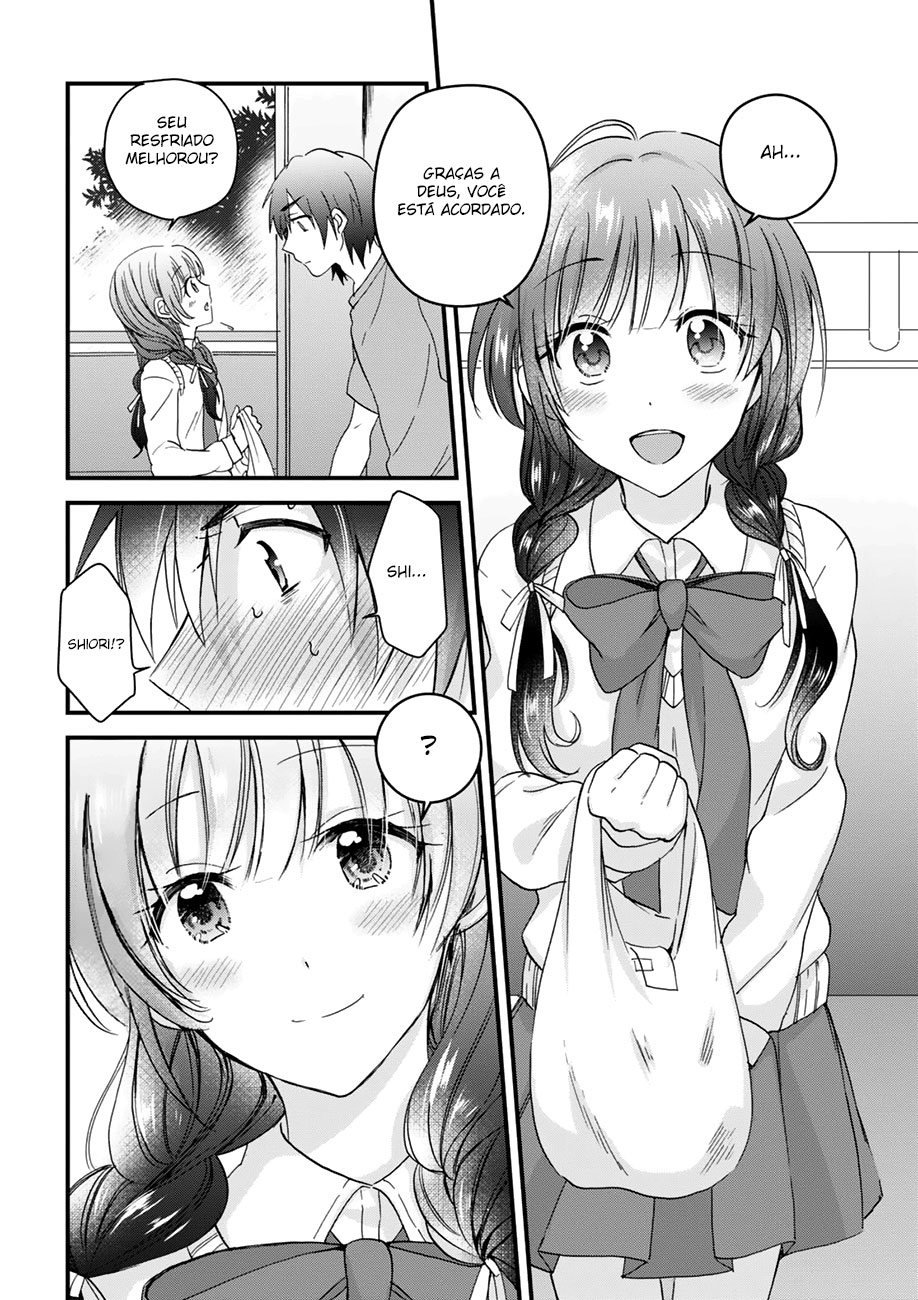 AH...
GRAÇAS A
DEUS, VOCÊ
ESTÁ ACORDADO.
SEU
RESFRIADO
MELHOROU?
SHI...
SHIORI!?
?